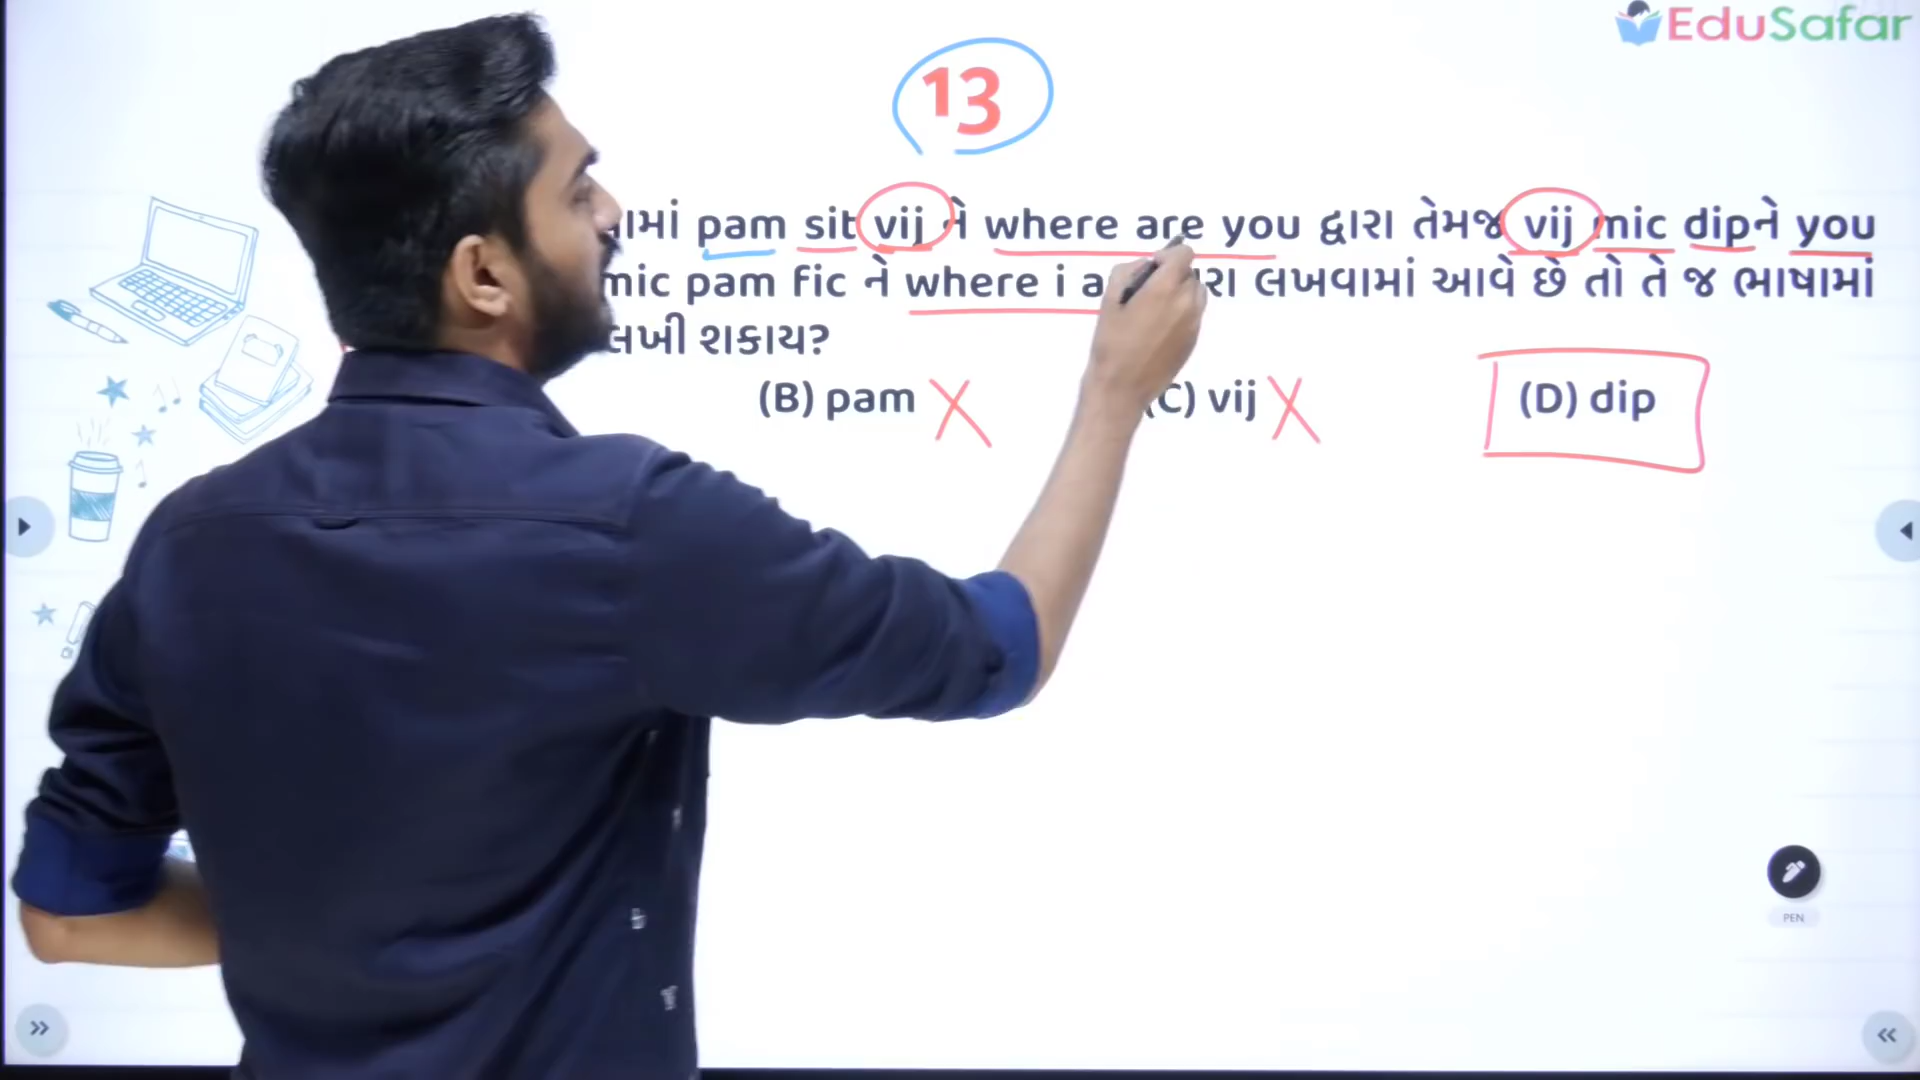 EduSafar
13
pam sit vij ને where are you દ્વારા તેમજ vij mic dipને you
mic pam fic ને where i લખવામાં આવે છે તો તે જ ભાષામાં
લખી શકાય?
(B) pam (C) vij (D) dip
PEN